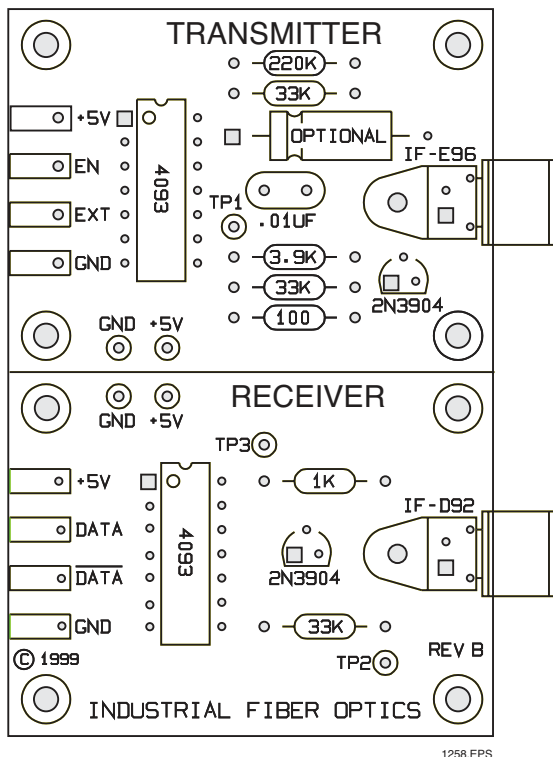 TRANSMITTER
220K
33K
+5V
OPTIONAL
EN
IF-E96
4093
TP1
EXT
.01UF
GND
3.9K
33K
2N3904
100
GND +5V
RECEIVER
GND +5V
TP3
+5V
1K
IF-D92
DATA
4093
DATA
2N3904
GND
33K
© 1999
TP2
REV B
INDUSTRIAL FIBER OPTICS
1258.EPS